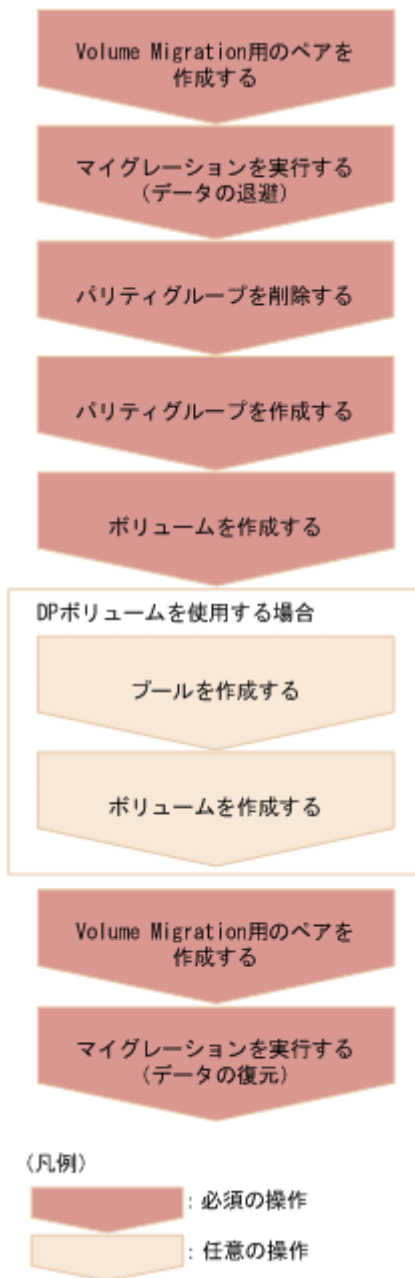 Volume Migration用のペアを
作成する
マイグレーションを実行する
(データの退避)
パリティグループを削除する
パリティグループを作成する
ボリュームを作成する
DPボリュームを使用する場合
プールを作成する
ボリュームを作成する
Volume Migration用のペアを
作成する
マイグレーションを実行する
(データの復元)
(凡例)
: 必須の操作
: 任意の操作